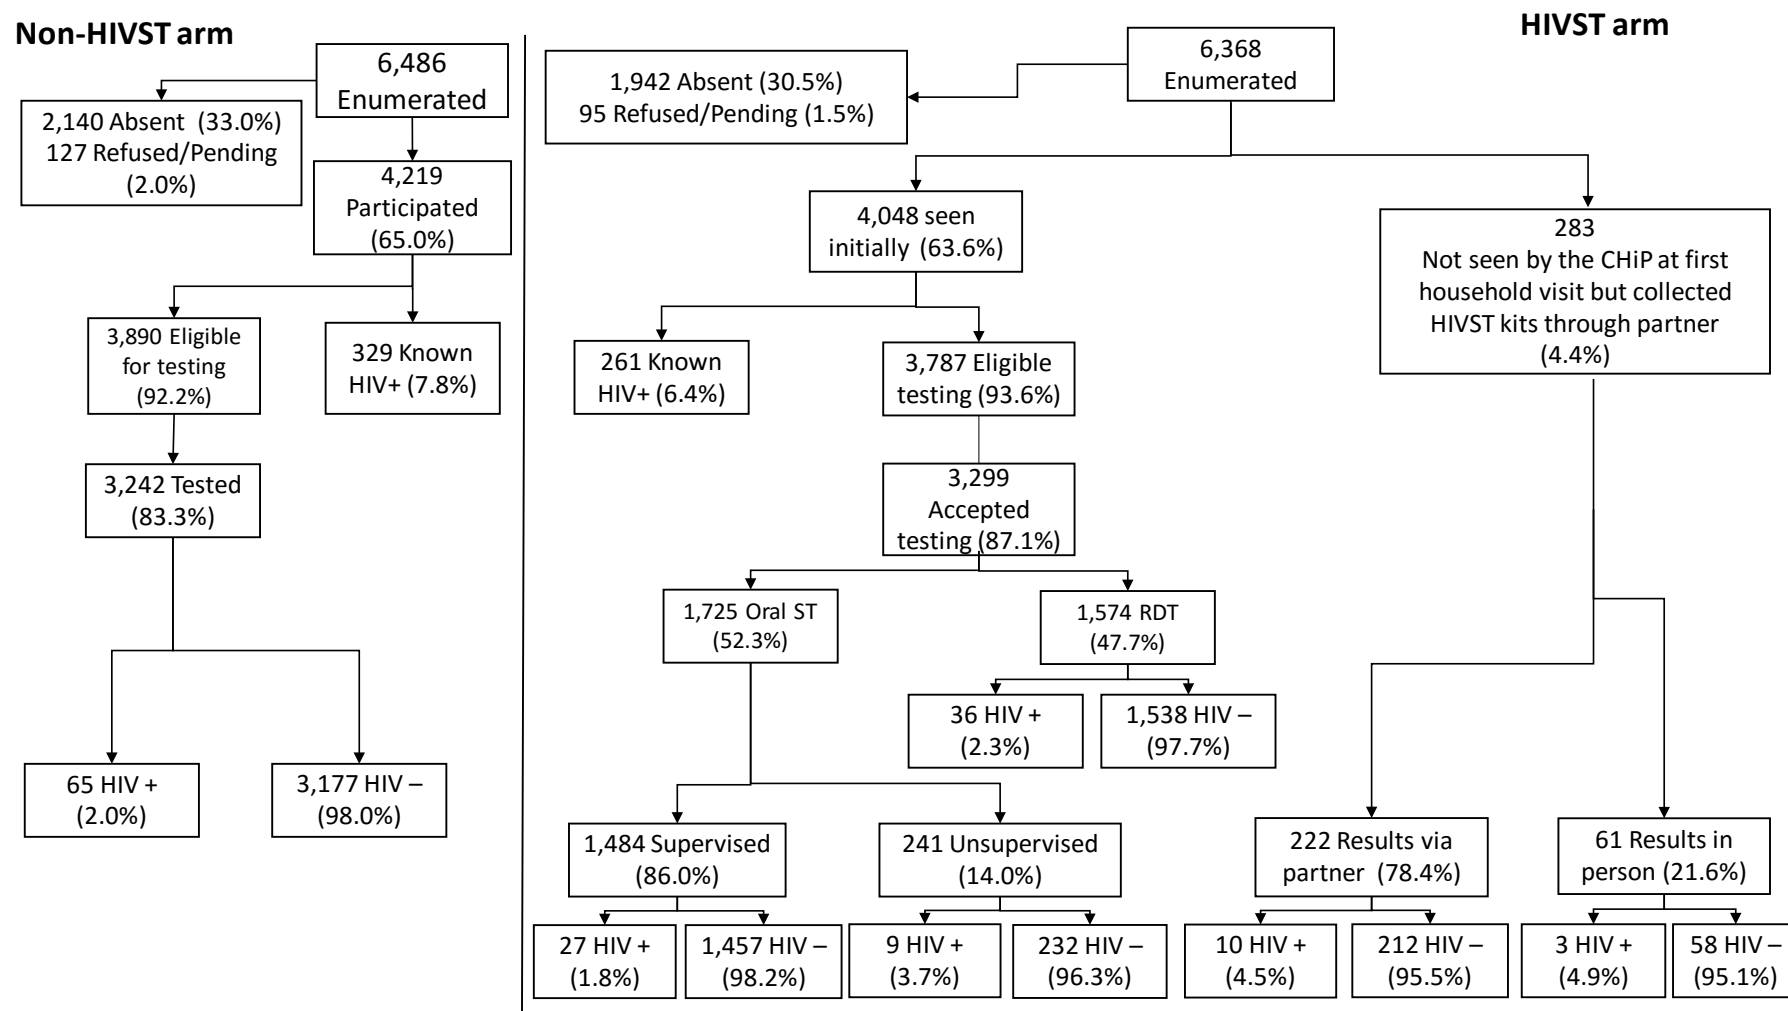 Non-HIVST arm
6,486
Enumerated
2,140 Absent (33.0%)
127 Refused/Pending
(2.0%)
4,219
Participated
(65.0%)
3,890 Eligible
for testing
(92.2%)
329 Known
HIV+ (7.8%)
3,242 Tested
(83.3%)
65 HIV +
(2.0%)
3,177 HIV –
(98.0%)
HIVST arm
6,368
Enumerated
1,942 Absent (30.5%)
95 Refused/Pending (1.5%)
4,048 seen
initially (63.6%)
283
Not seen by the CHiP at first
household visit but collected
HIVST kits through partner
(4.4%)
261 Known
HIV+ (6.4%)
3,787 Eligible
testing (93.6%)
3,299
Accepted
testing (87.1%)
1,725 Oral ST
(52.3%)
1,574 RDT
(47.7%)
36 HIV +
(2.3%)
1,538 HIV –
(97.7%)
1,484 Supervised
(86.0%)
241 Unsupervised
(14.0%)
222 Results via
partner (78.4%)
61 Results in
person (21.6%)
27 HIV +
(1.8%)
1,457 HIV –
(98.2%)
9 HIV +
(3.7%)
232 HIV –
(96.3%)
10 HIV +
(4.5%)
212 HIV –
(95.5%)
3 HIV +
(4.9%)
58 HIV –
(95.1%)